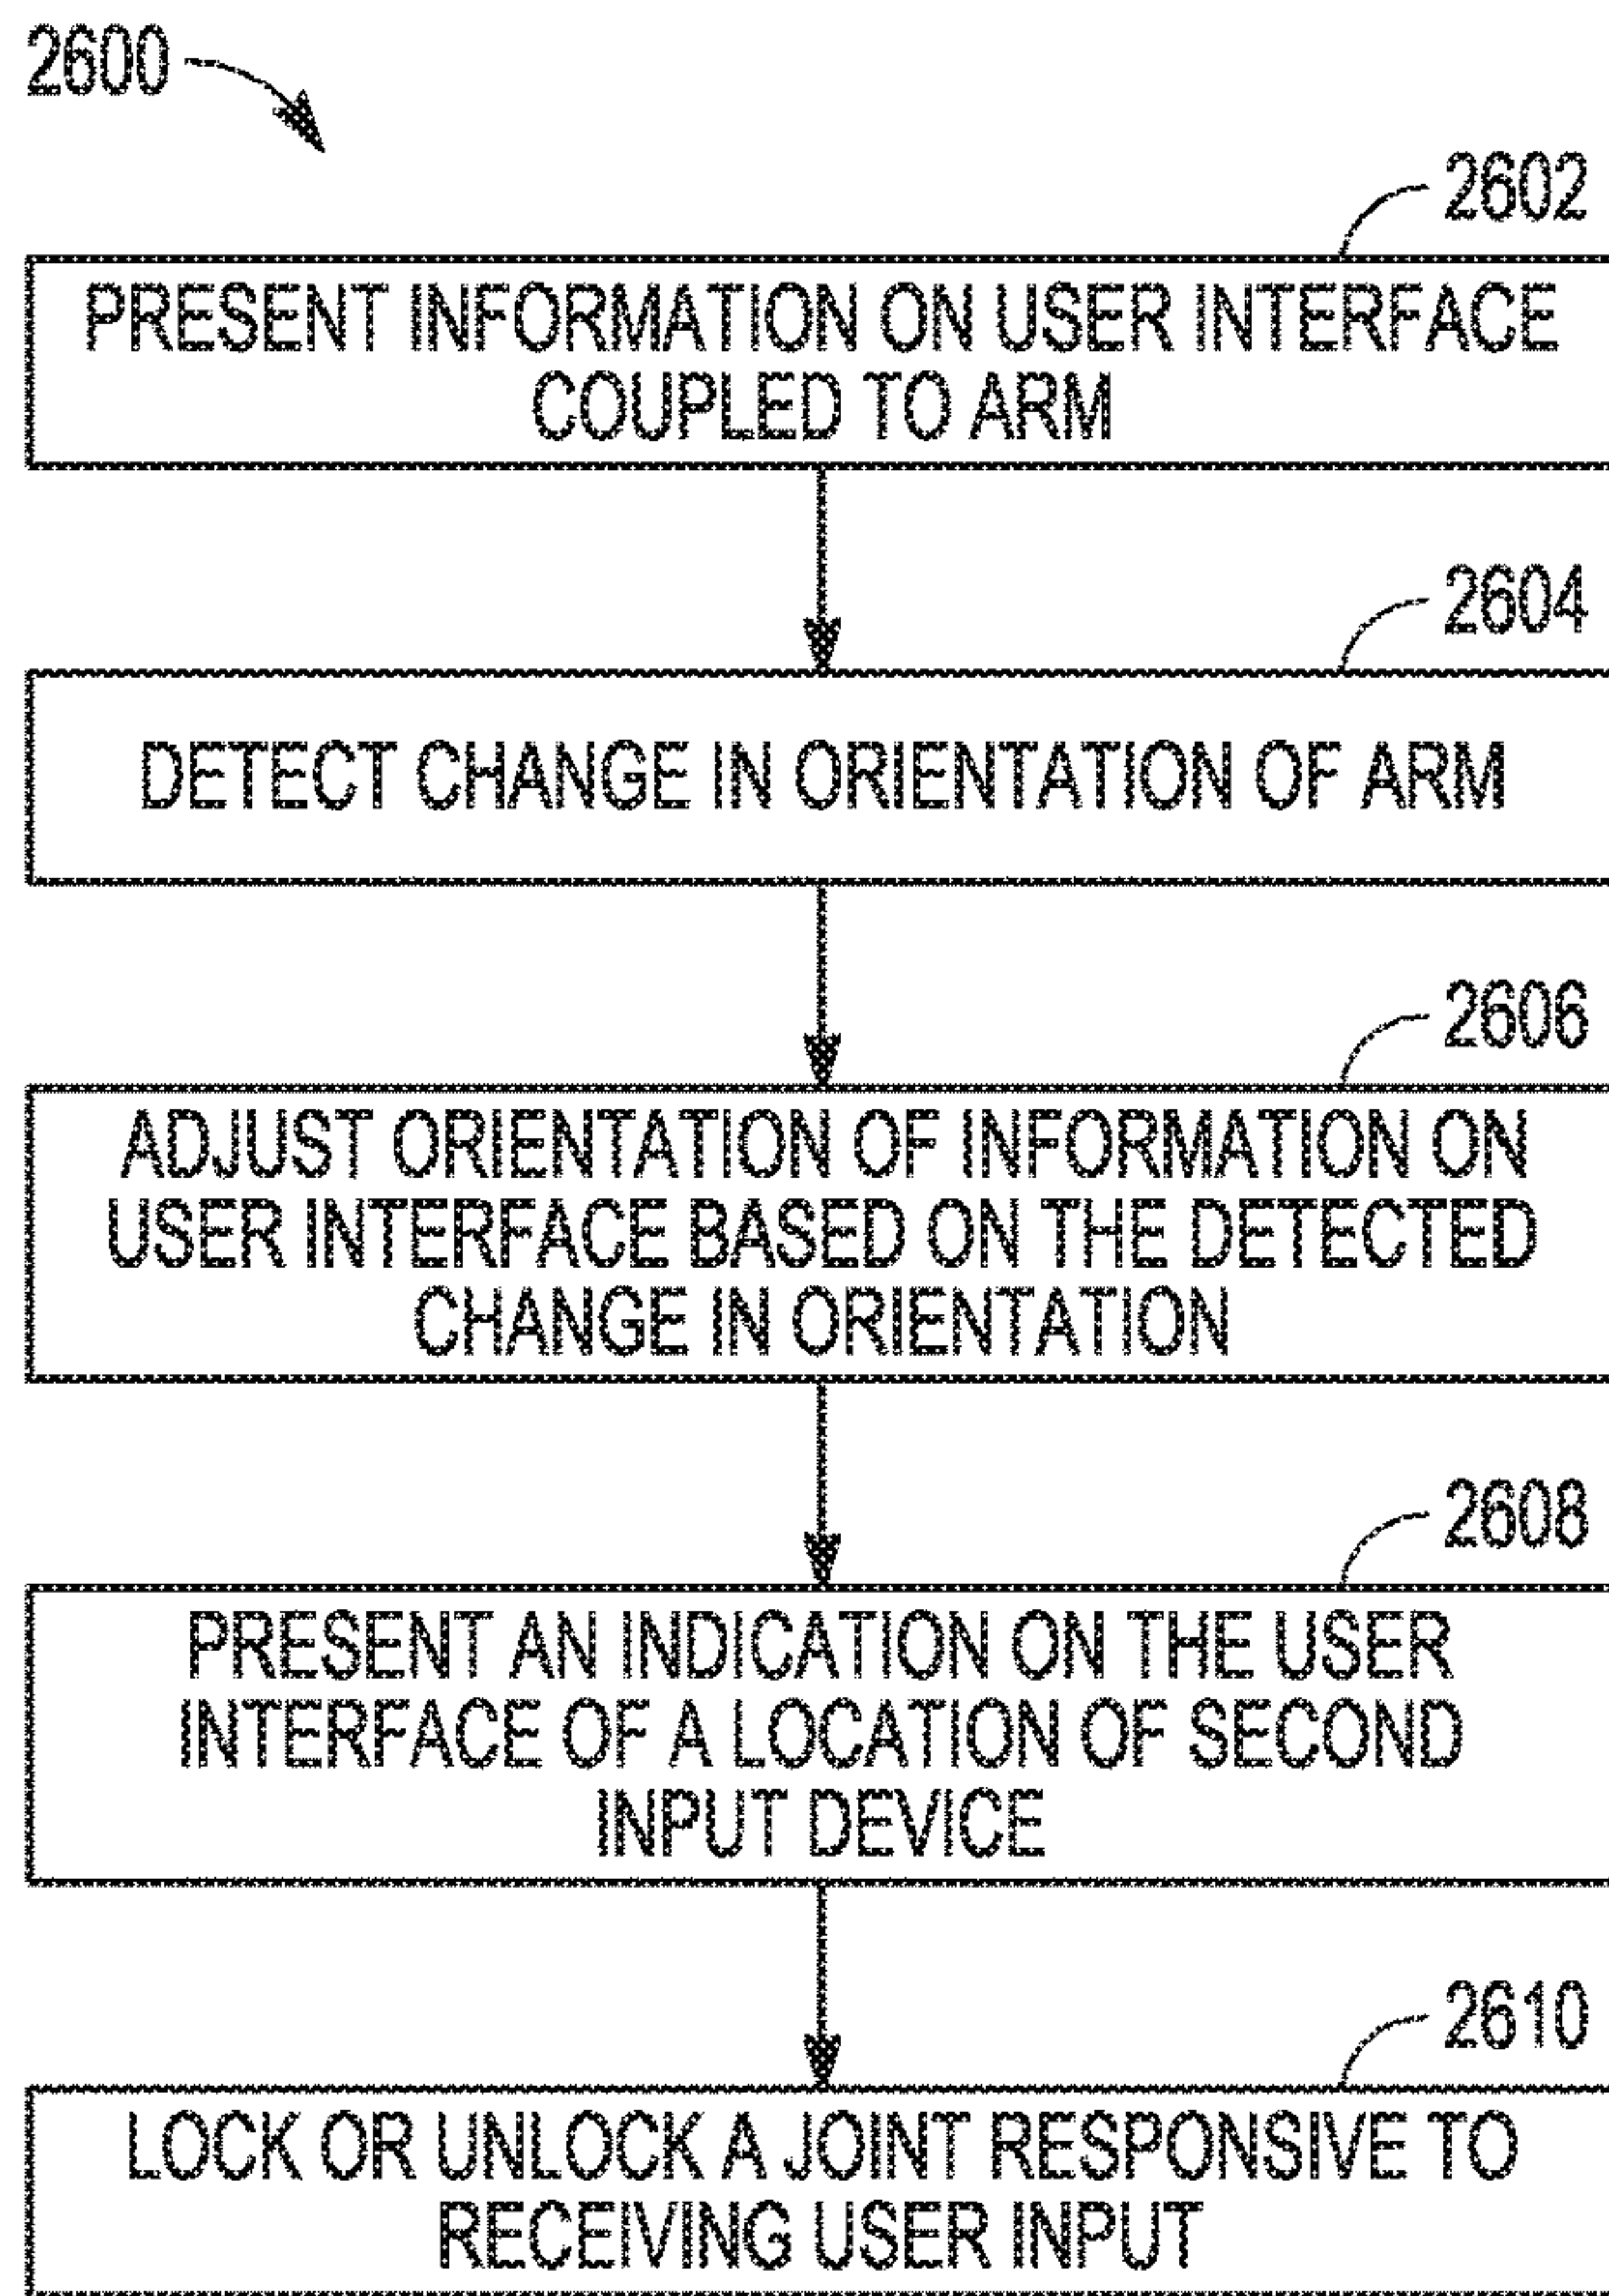 2600
2602
PRESENT INFORMATION ON USER INTERFACE
COUPLED TO ARM
2604
DETECT CHANGE IN ORIENTATION OF ARM
2606
ADJUST ORIENTATION OF INFORMATION ON
USER INTERFACE BASED ON THE DETECTED
CHANGE IN ORIENTATION
2608
PRESENT AN INDICATION ON THE USER
INTERFACE OF A LOCATION OF SECOND
INPUT DEVICE
2610
LOCK OR UNLOCK A JOINT RESPONSIVE TO
RECEIVING USER INPUT